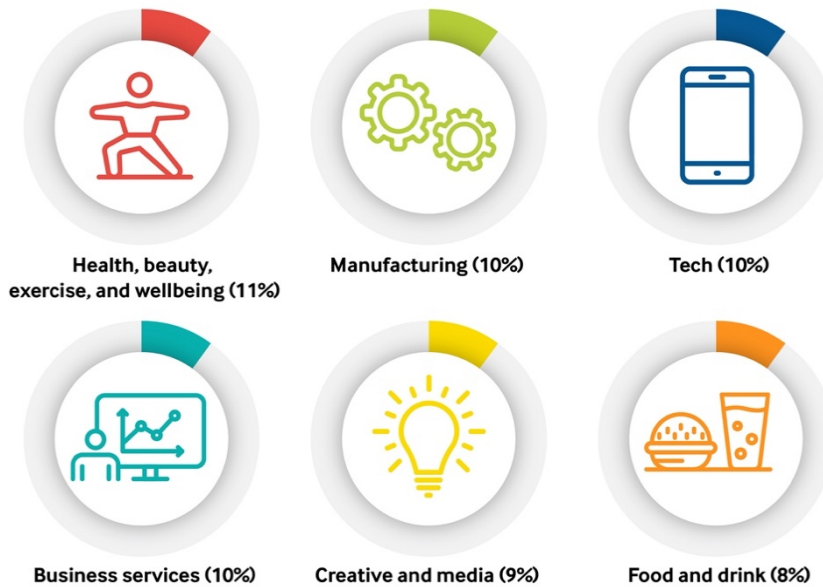 Health, beauty,
exercise, and wellbeing (11%)
Manufacturing (10%)
Tech (10%)
Business services (10%)
Creative and media (9%)
Food and drink (8%)